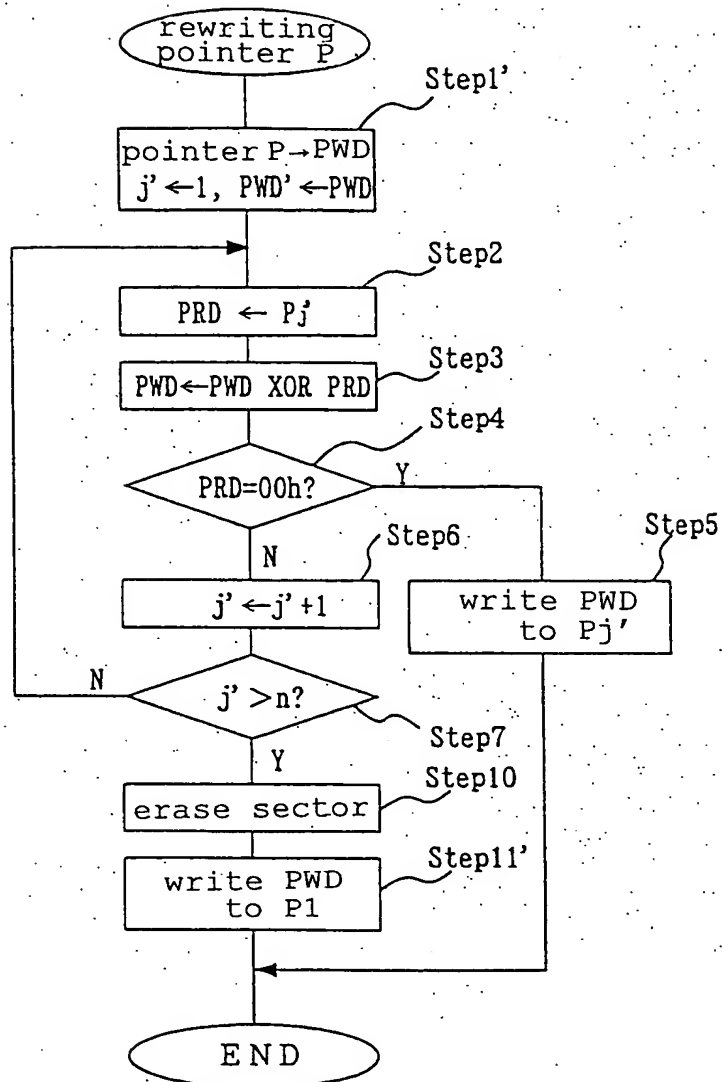 rewriting
pointer P
Step1'
pointer P→PWD
j' ←1, PWD' ←PWD
Step2
PRD ← Pj'
Step3
PWD←PWD XOR PRD
Step4
PRD=00h?
Y
N
Step6
Step5
j' ←j' +1
write PWD
to Pj'
N
j' >n?
Step7
Y
Step10
erase sector
Step11'
write PWD
to P1
END